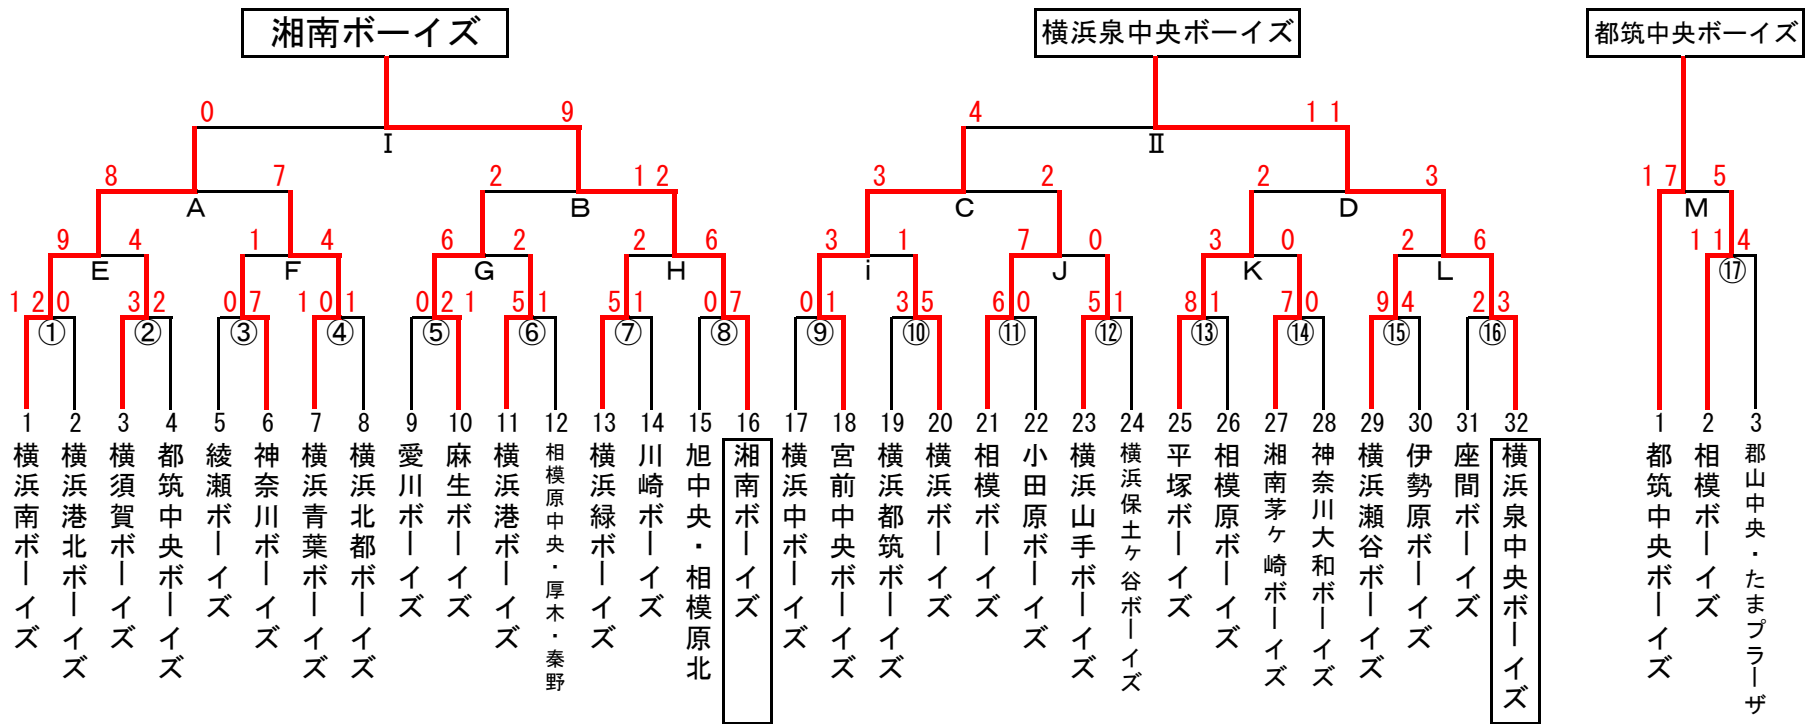 湘南ボーイズ
横浜泉中央ボーイズ
都筑中央ボーイズ
0 9 4 11
Ⅰ Ⅱ
8 7 2 12 3 2 2 3 17 5
A B C D M
9 4 1 4 6 2 2 6 3 1 7 0 3 0 2 6 11 4
E F G H i J K L ⑰
12 0 3 2 0 7 10 1 0 21 5 1 5 1 0 7 0 1 3 5 6 0 5 1 8 1 7 0 9 4 2 3
① ② ③ ④ ⑤ ⑥ ⑦ ⑧ ⑨ ⑩ ⑪ ⑫ ⑬ ⑭ ⑮ ⑯
1 横浜南ボーイズ
2 横浜港北ボーイズ
3 横須賀ボーイズ
4 都筑中央ボーイズ
5 綾瀬ボーイズ
6 神奈川ボーイズ
7 横浜青葉ボーイズ
8 横浜北都ボーイズ
9 愛川ボーイズ
10 麻生ボーイズ
11 横浜港ボーイズ
12 相模原中央・厚木・秦野
13 横浜緑ボーイズ
14 川崎ボーイズ
15 旭中央・相模原北
16 湘南ボーイズ
17 横浜中ボーイズ
18 宮前中央ボーイズ
19 横浜都筑ボーイズ
20 横浜ボーイズ
21 相模ボーイズ
22 小田原ボーイズ
23 横浜山手ボーイズ
24 横浜保土ヶ谷ボーイズ
25 平塚ボーイズ
26 相模原ボーイズ
27 湘南茅ヶ崎ボーイズ
28 神奈川大和ボーイズ
29 横浜瀬谷ボーイズ
30 伊勢原ボーイズ
31 座間ボーイズ
32 横浜泉中央ボーイズ
1 都筑中央ボーイズ
2 相模ボーイズ
3 郡山中央・たまプラーザ